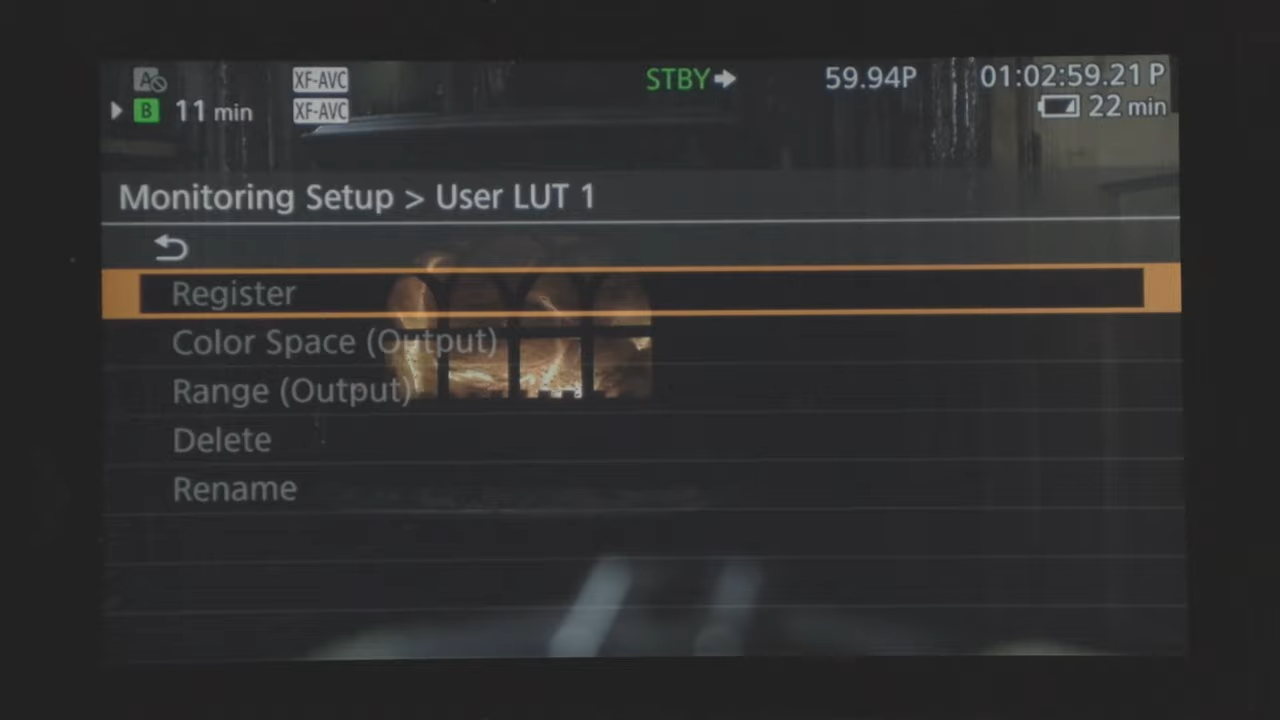 A XF-AVC STBY 59.94P 01:02:59.21 P
B 11 min XF-AVC 22 min
Monitoring Setup > User LUT 1
Register
Color Space (Output)
Range (Output)
Delete
Rename